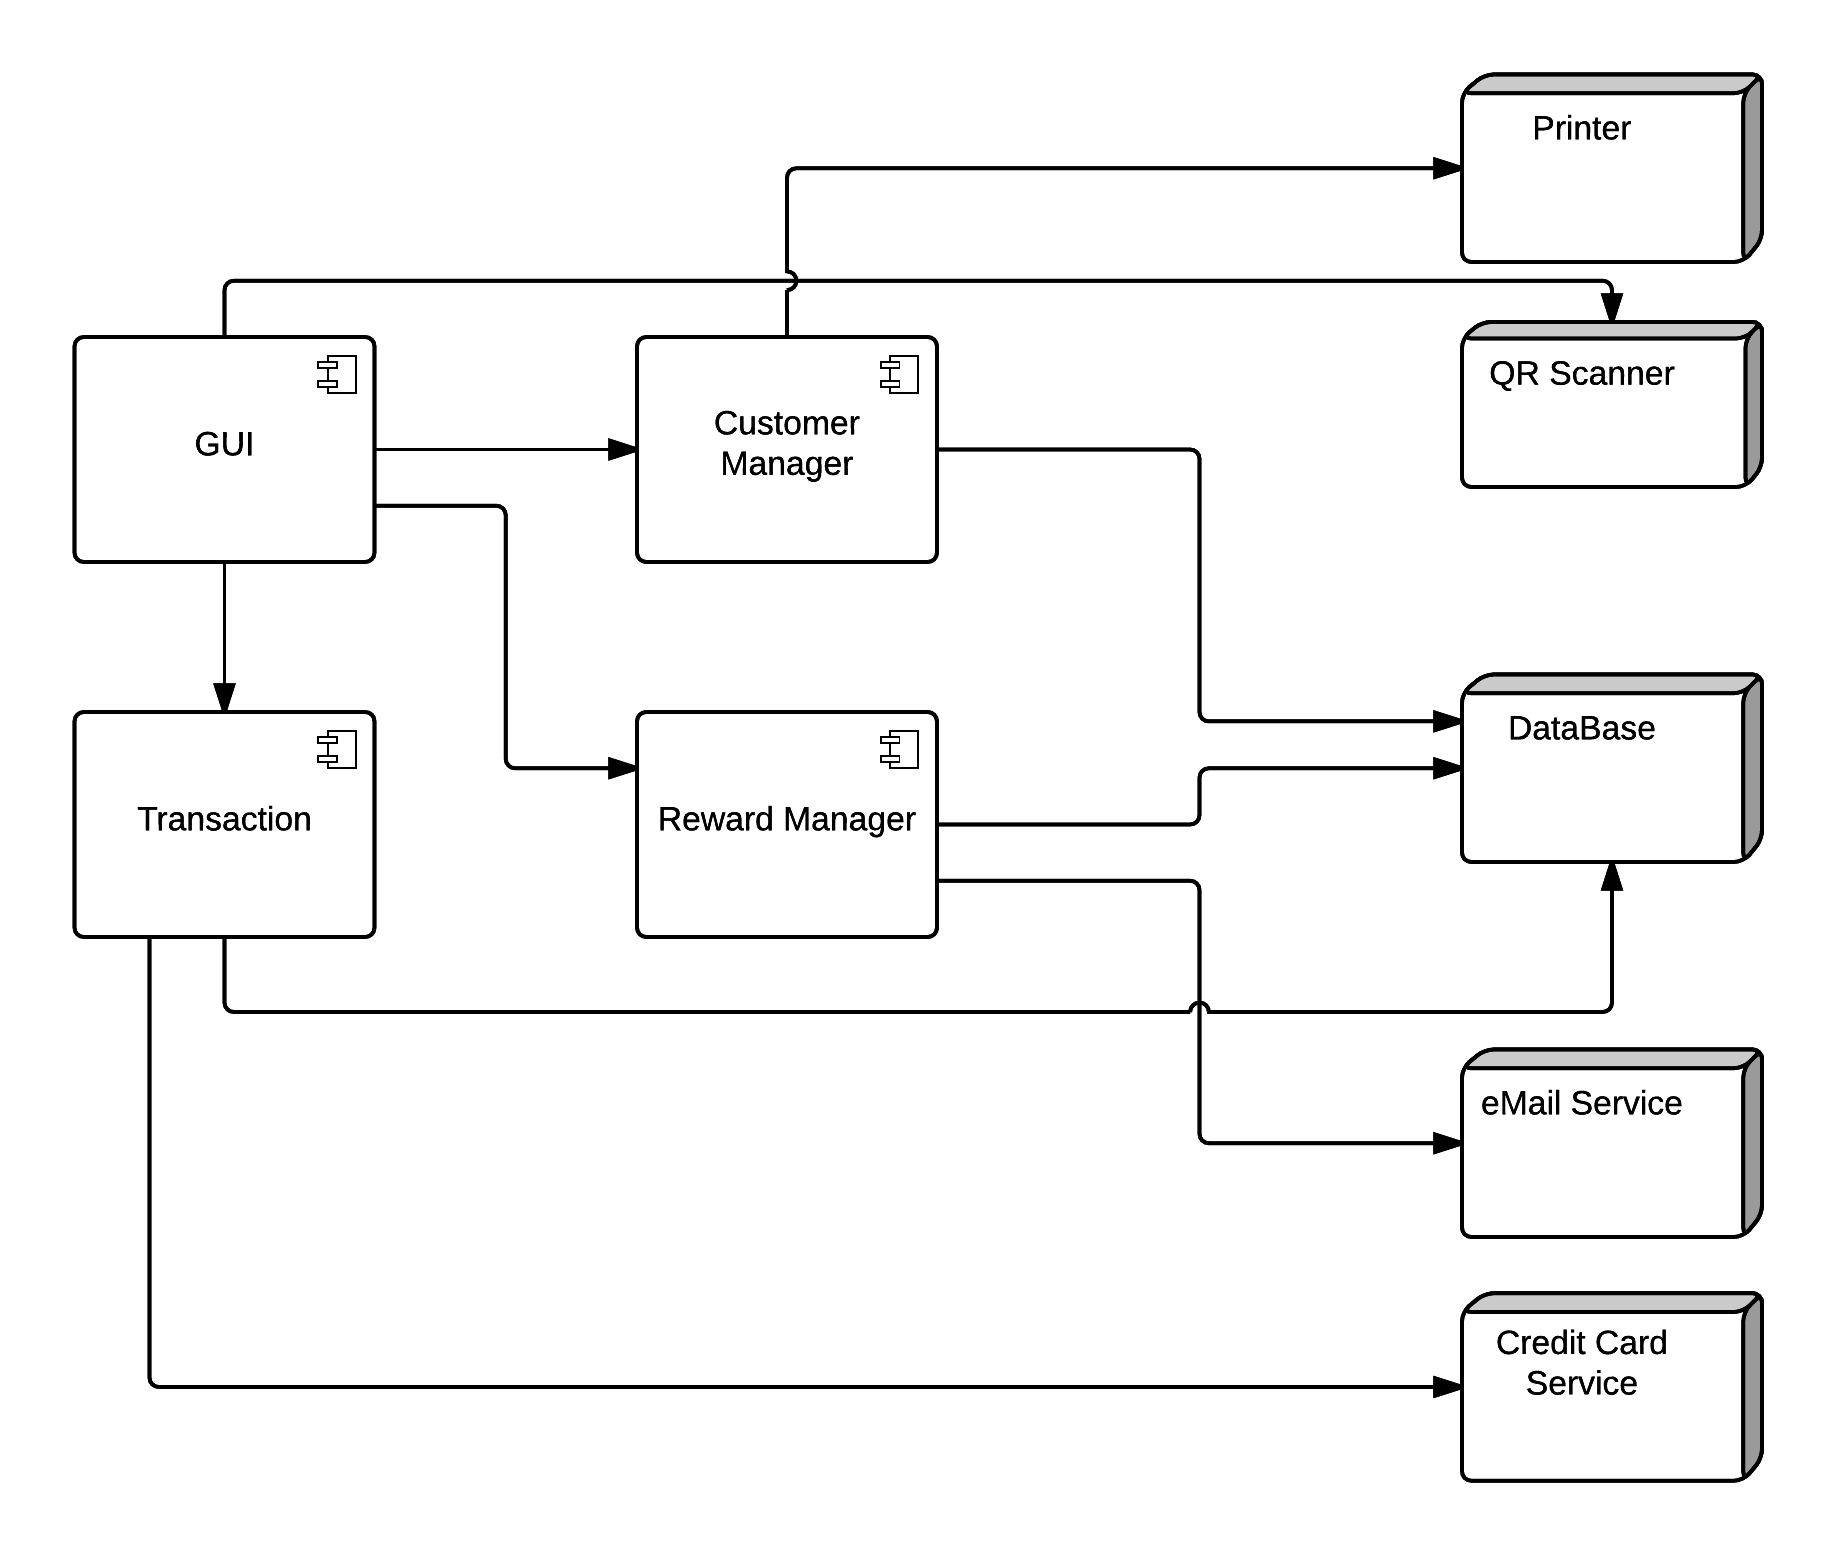 Printer
QR Scanner
GUI
Customer
Manager
DataBase
Transaction
Reward Manager
eMail Service
Credit Card
Service